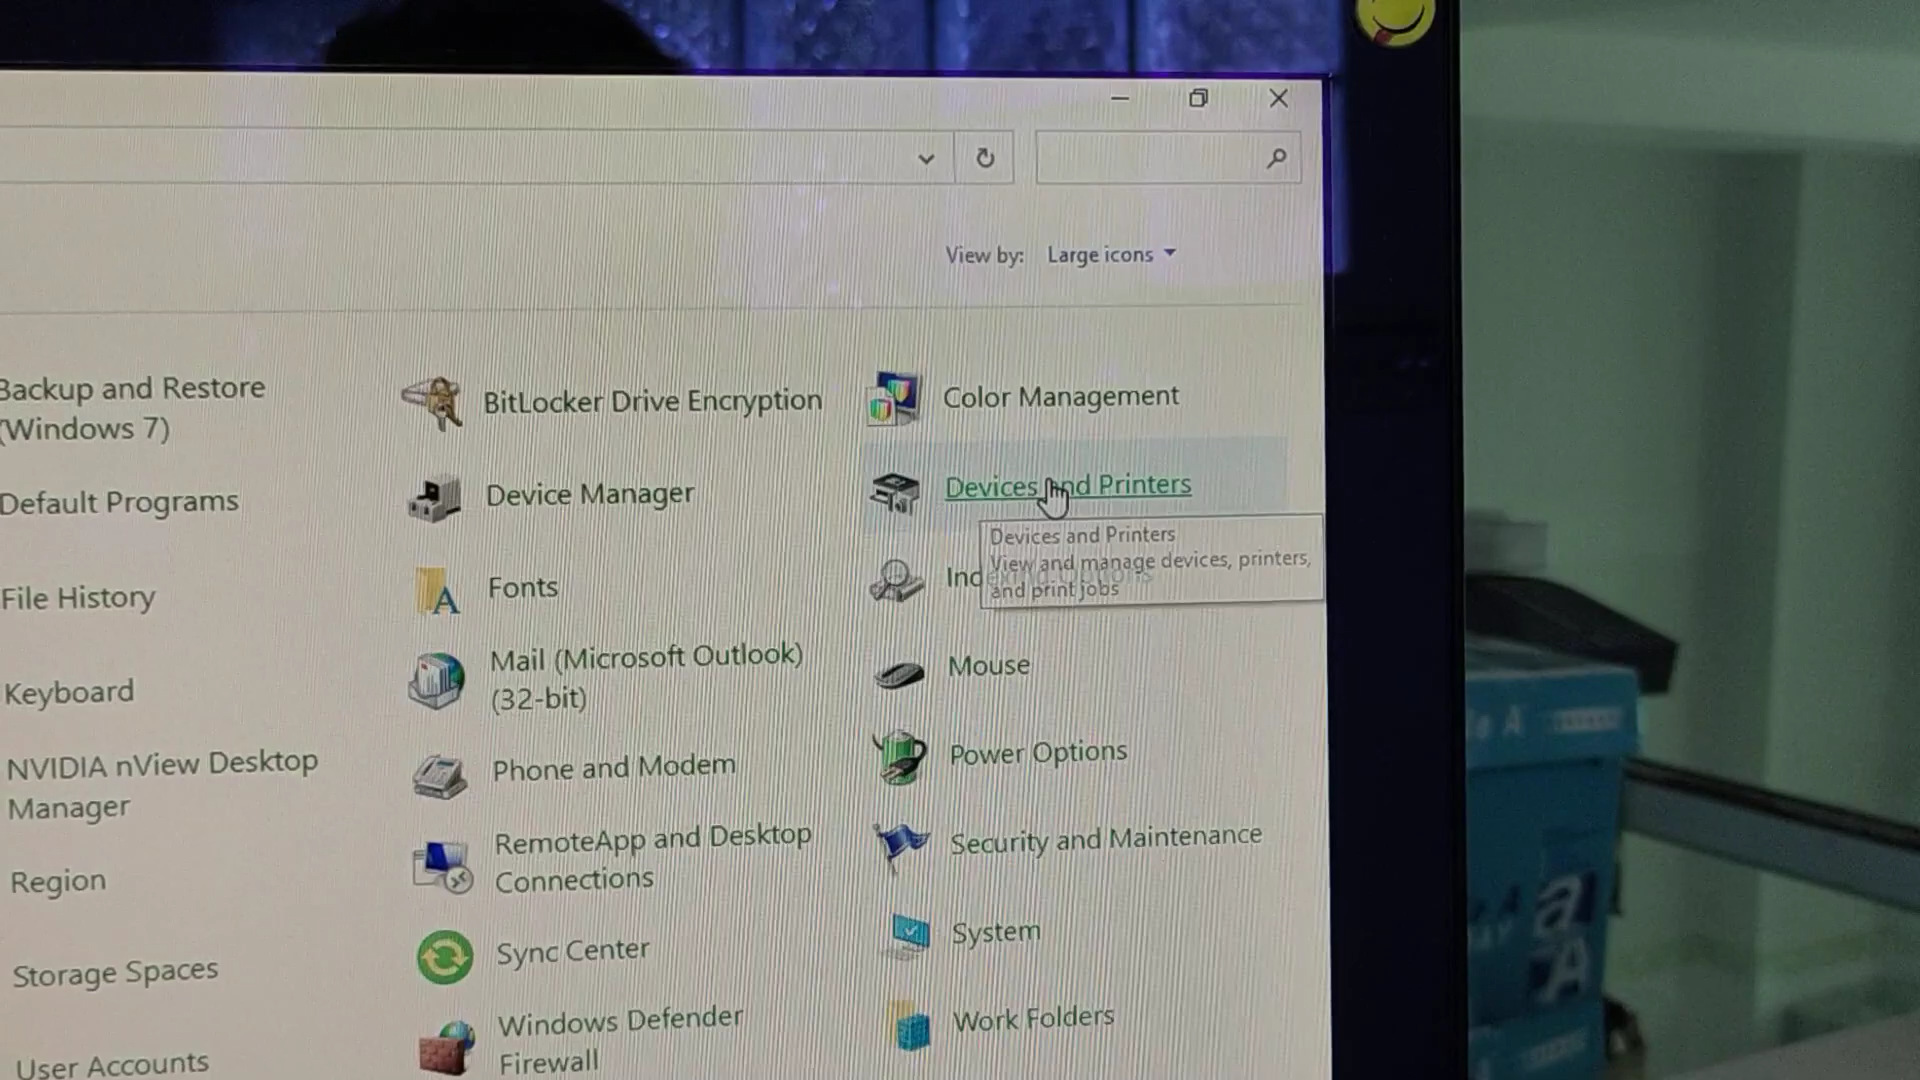 View by: Large icons
Backup and Restore
(Windows 7)
BitLocker Drive Encryption
Color Management
Default Programs
Device Manager
Devices and Printers
Devices and Printers
View and manage devices, printers,
and print jobs
File History
Fonts
Indexing Options
Keyboard
Mail (Microsoft Outlook)
(32-bit)
Mouse
NVIDIA nView Desktop
Manager
Phone and Modem
Power Options
Region
RemoteApp and Desktop
Connections
Security and Maintenance
Storage Spaces
Sync Center
System
User Accounts
Windows Defender
Firewall
Work Folders
aA